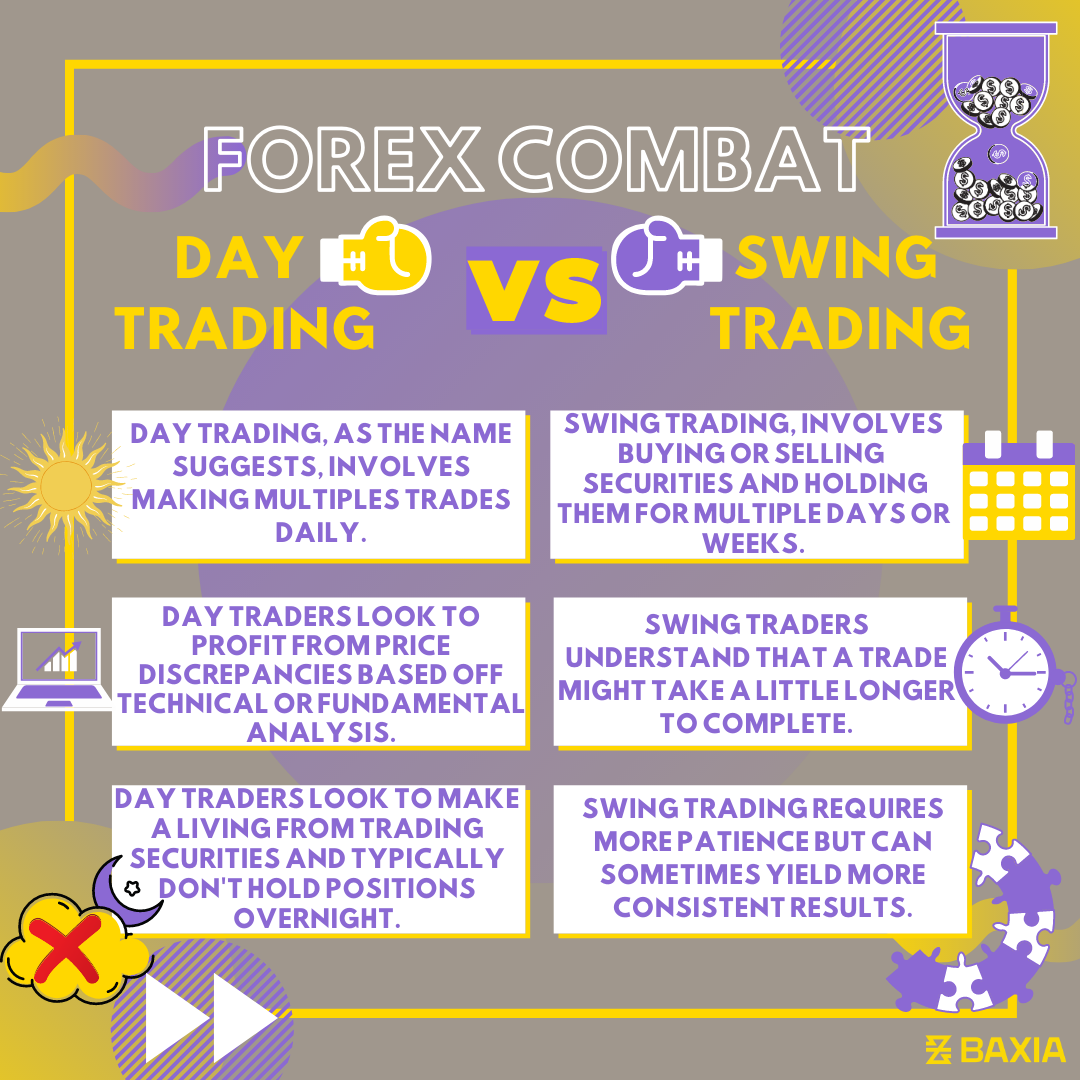 FOREX COMBAT
DAY
TRADING
VS
SWING
TRADING
DAY TRADING, AS THE NAME
SUGGESTS, INVOLVES
MAKING MULTIPLES TRADES
DAILY.
SWING TRADING, INVOLVES
BUYING OR SELLING
SECURITIES AND HOLDING
THEM FOR MULTIPLE DAYS OR
WEEKS.
DAY TRADERS LOOK TO
PROFIT FROM PRICE
DISCREPANCIES BASED OFF
TECHNICAL OR FUNDAMENTAL
ANALYSIS.
SWING TRADERS
UNDERSTAND THAT A TRADE
MIGHT TAKE A LITTLE LONGER
TO COMPLETE.
DAY TRADERS LOOK TO MAKE
A LIVING FROM TRADING
SECURITIES AND TYPICALLY
DON'T HOLD POSITIONS
OVERNIGHT.
SWING TRADING REQUIRES
MORE PATIENCE BUT CAN
SOMETIMES YIELD MORE
CONSISTENT RESULTS.
BAXIA